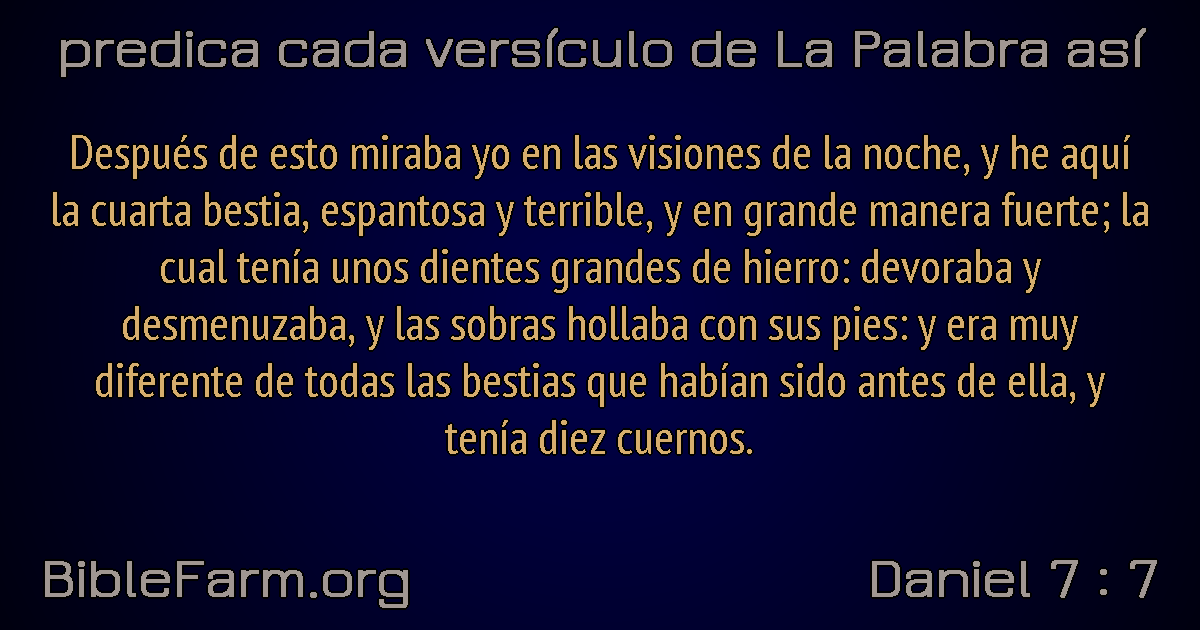 predica cada versículo de La Palabra así
Después de esto miraba yo en las visiones de la noche, y he aquí
la cuarta bestia, espantosa y terrible, y en grande manera fuerte; la
cual tenía unos dientes grandes de hierro: devoraba y
desmenuzaba, y las sobras hollaba con sus pies: y era muy
diferente de todas las bestias que habían sido antes de ella, y
tenía diez cuernos.
BibleFarm.org
Daniel 7 : 7